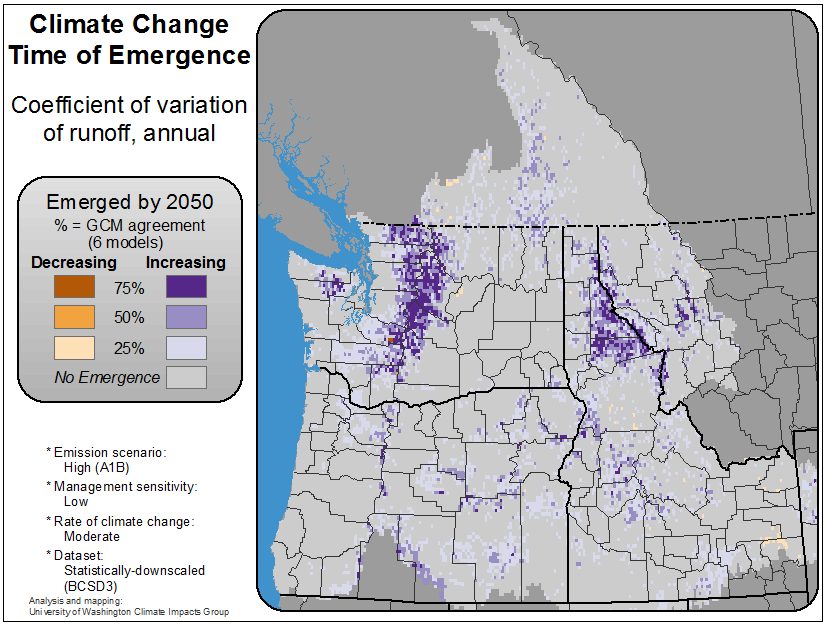 Climate Change
Time of Emergence
Coefficient of variation
of runoff, annual
Emerged by 2050
% = GCM agreement
(6 models)
Decreasing Increasing
75%
50%
25%
No Emergence
* Emission scenario:
High (A1B)
* Management sensitivity:
Low
* Rate of climate change:
Moderate
* Dataset:
Statistically-downscaled
(BCSD3)
Analysis and mapping:
University of Washington Climate Impacts Group